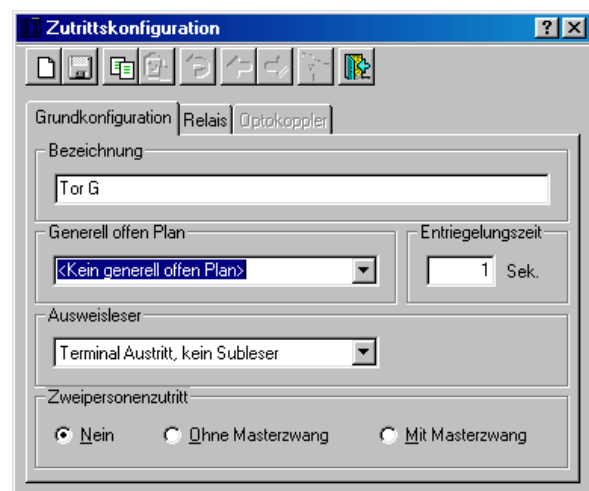 Zutrittskonfiguration
Grundkonfiguration Relais Optokoppler
Bezeichnung
Tor G
Generell offen Plan Entriegelungszeit
<Kein generell offen Plan> 1 Sek.
Ausweisleser
Terminal Austritt, kein Subleser
Zweipersonenzutritt
Nein Ohne Masterzwang Mit Masterzwang